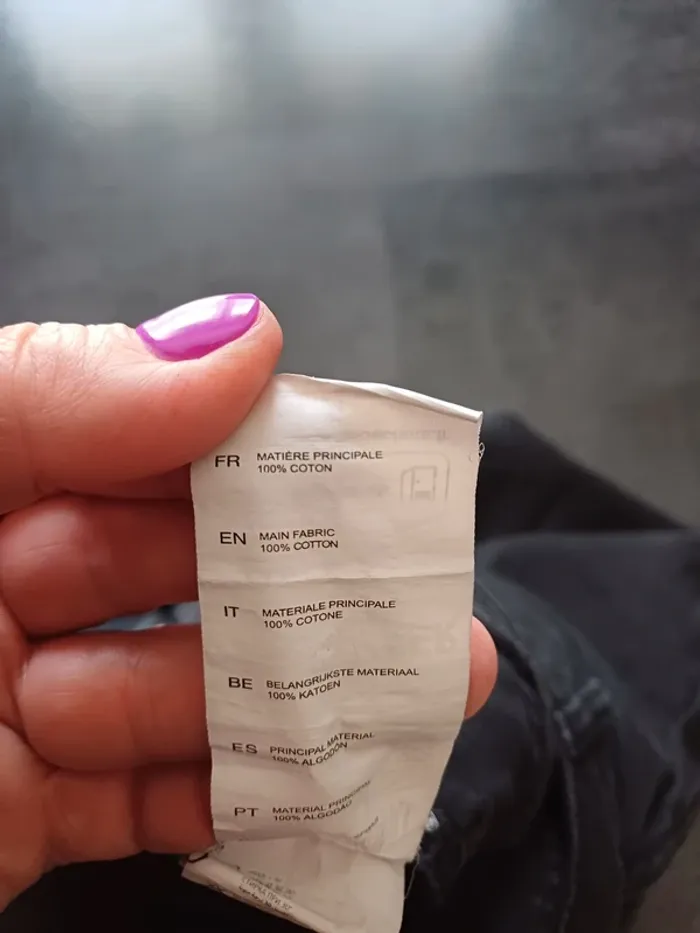 FR MATIÈRE PRINCIPALE
100% COTON
EN MAIN FABRIC
100% COTTON
IT MATERIALE PRINCIPALE
100% COTONE
BE BELANGRIJKSTE MATERIAAL
100% KATOEN
ES PRINCIPAL MATERIAL
100% ALGODÓN
PT MATERIAL PRINCIPAL
100% ALGODAO